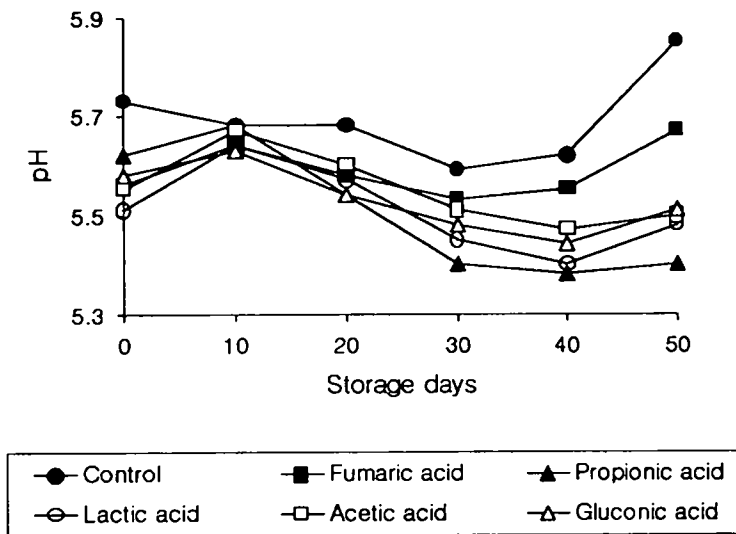 5.9
5.7
5.5
5.3
pH
0 10 20 30 40 50
Storage days
Control Fumaric acid Propionic acid
Lactic acid Acetic acid Gluconic acid